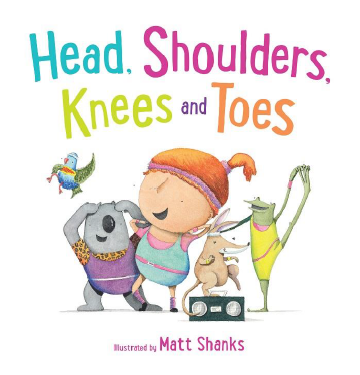 Head, Shoulders,
Knees and Toes
Illustrated by Matt Shanks